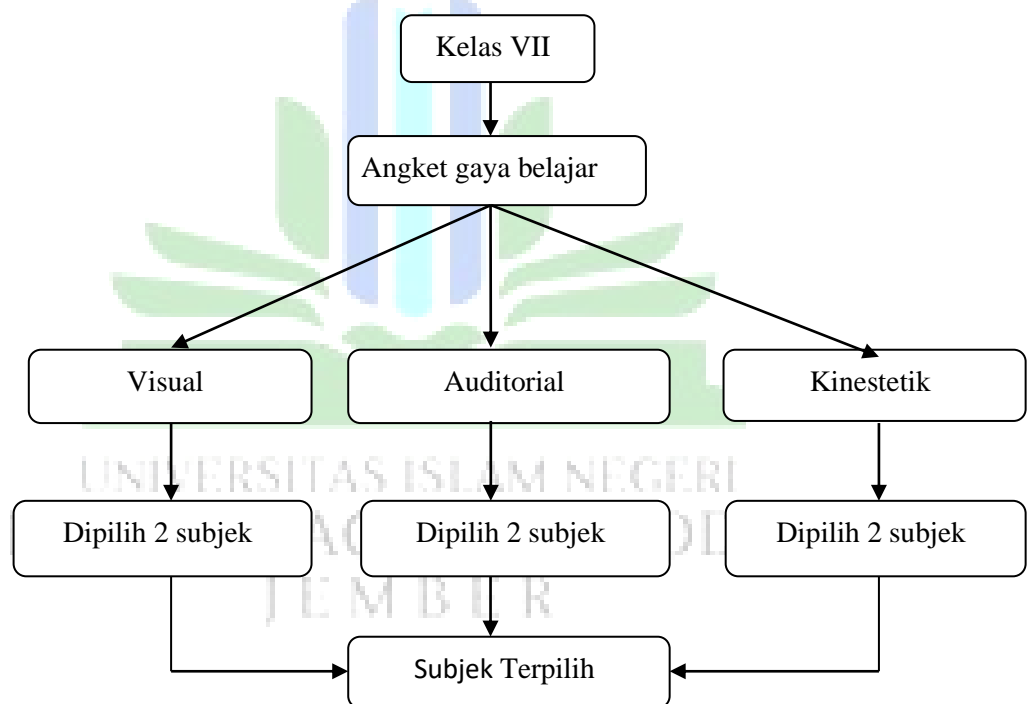 Kelas VII
Angket gaya belajar
Visual
Auditorial
Kinestetik
UNIVERSITAS ISLAM NEGERI
Dipilih 2 subjek
Dipilih 2 subjek
Dipilih 2 subjek
JEMBER
Subjek Terpilih